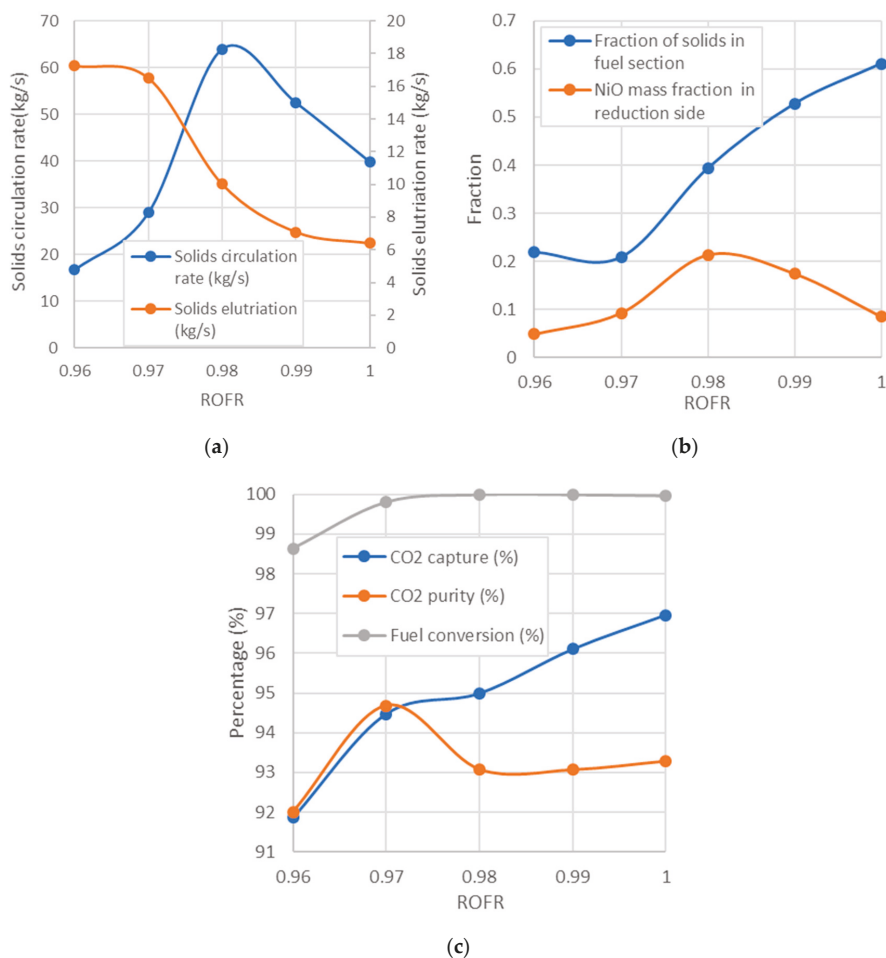 Solids circulation rate(kg/s)
70
60
50
40
30
20
10
0
Solids circulation
rate (kg/s)
Solids elutriation
(kg/s)
20
18
16
14
12
10
8
6
4
2
0
Solids elutriation rate (kg/s)
0.96
0.97
0.98
0.99
1
ROFR
(a)
Fraction
0.7
0.6
0.5
0.4
0.3
0.2
0.1
0
Fraction of solids in
fuel section
NiO mass fraction in
reduction side
0.96
0.97
0.98
0.99
1
ROFR
(b)
Percentage (%)
100
99
98
97
96
95
94
93
92
91
CO2 capture (%)
CO2 purity (%)
Fuel conversion (%)
0.96
0.97
0.98
0.99
1
ROFR
(c)